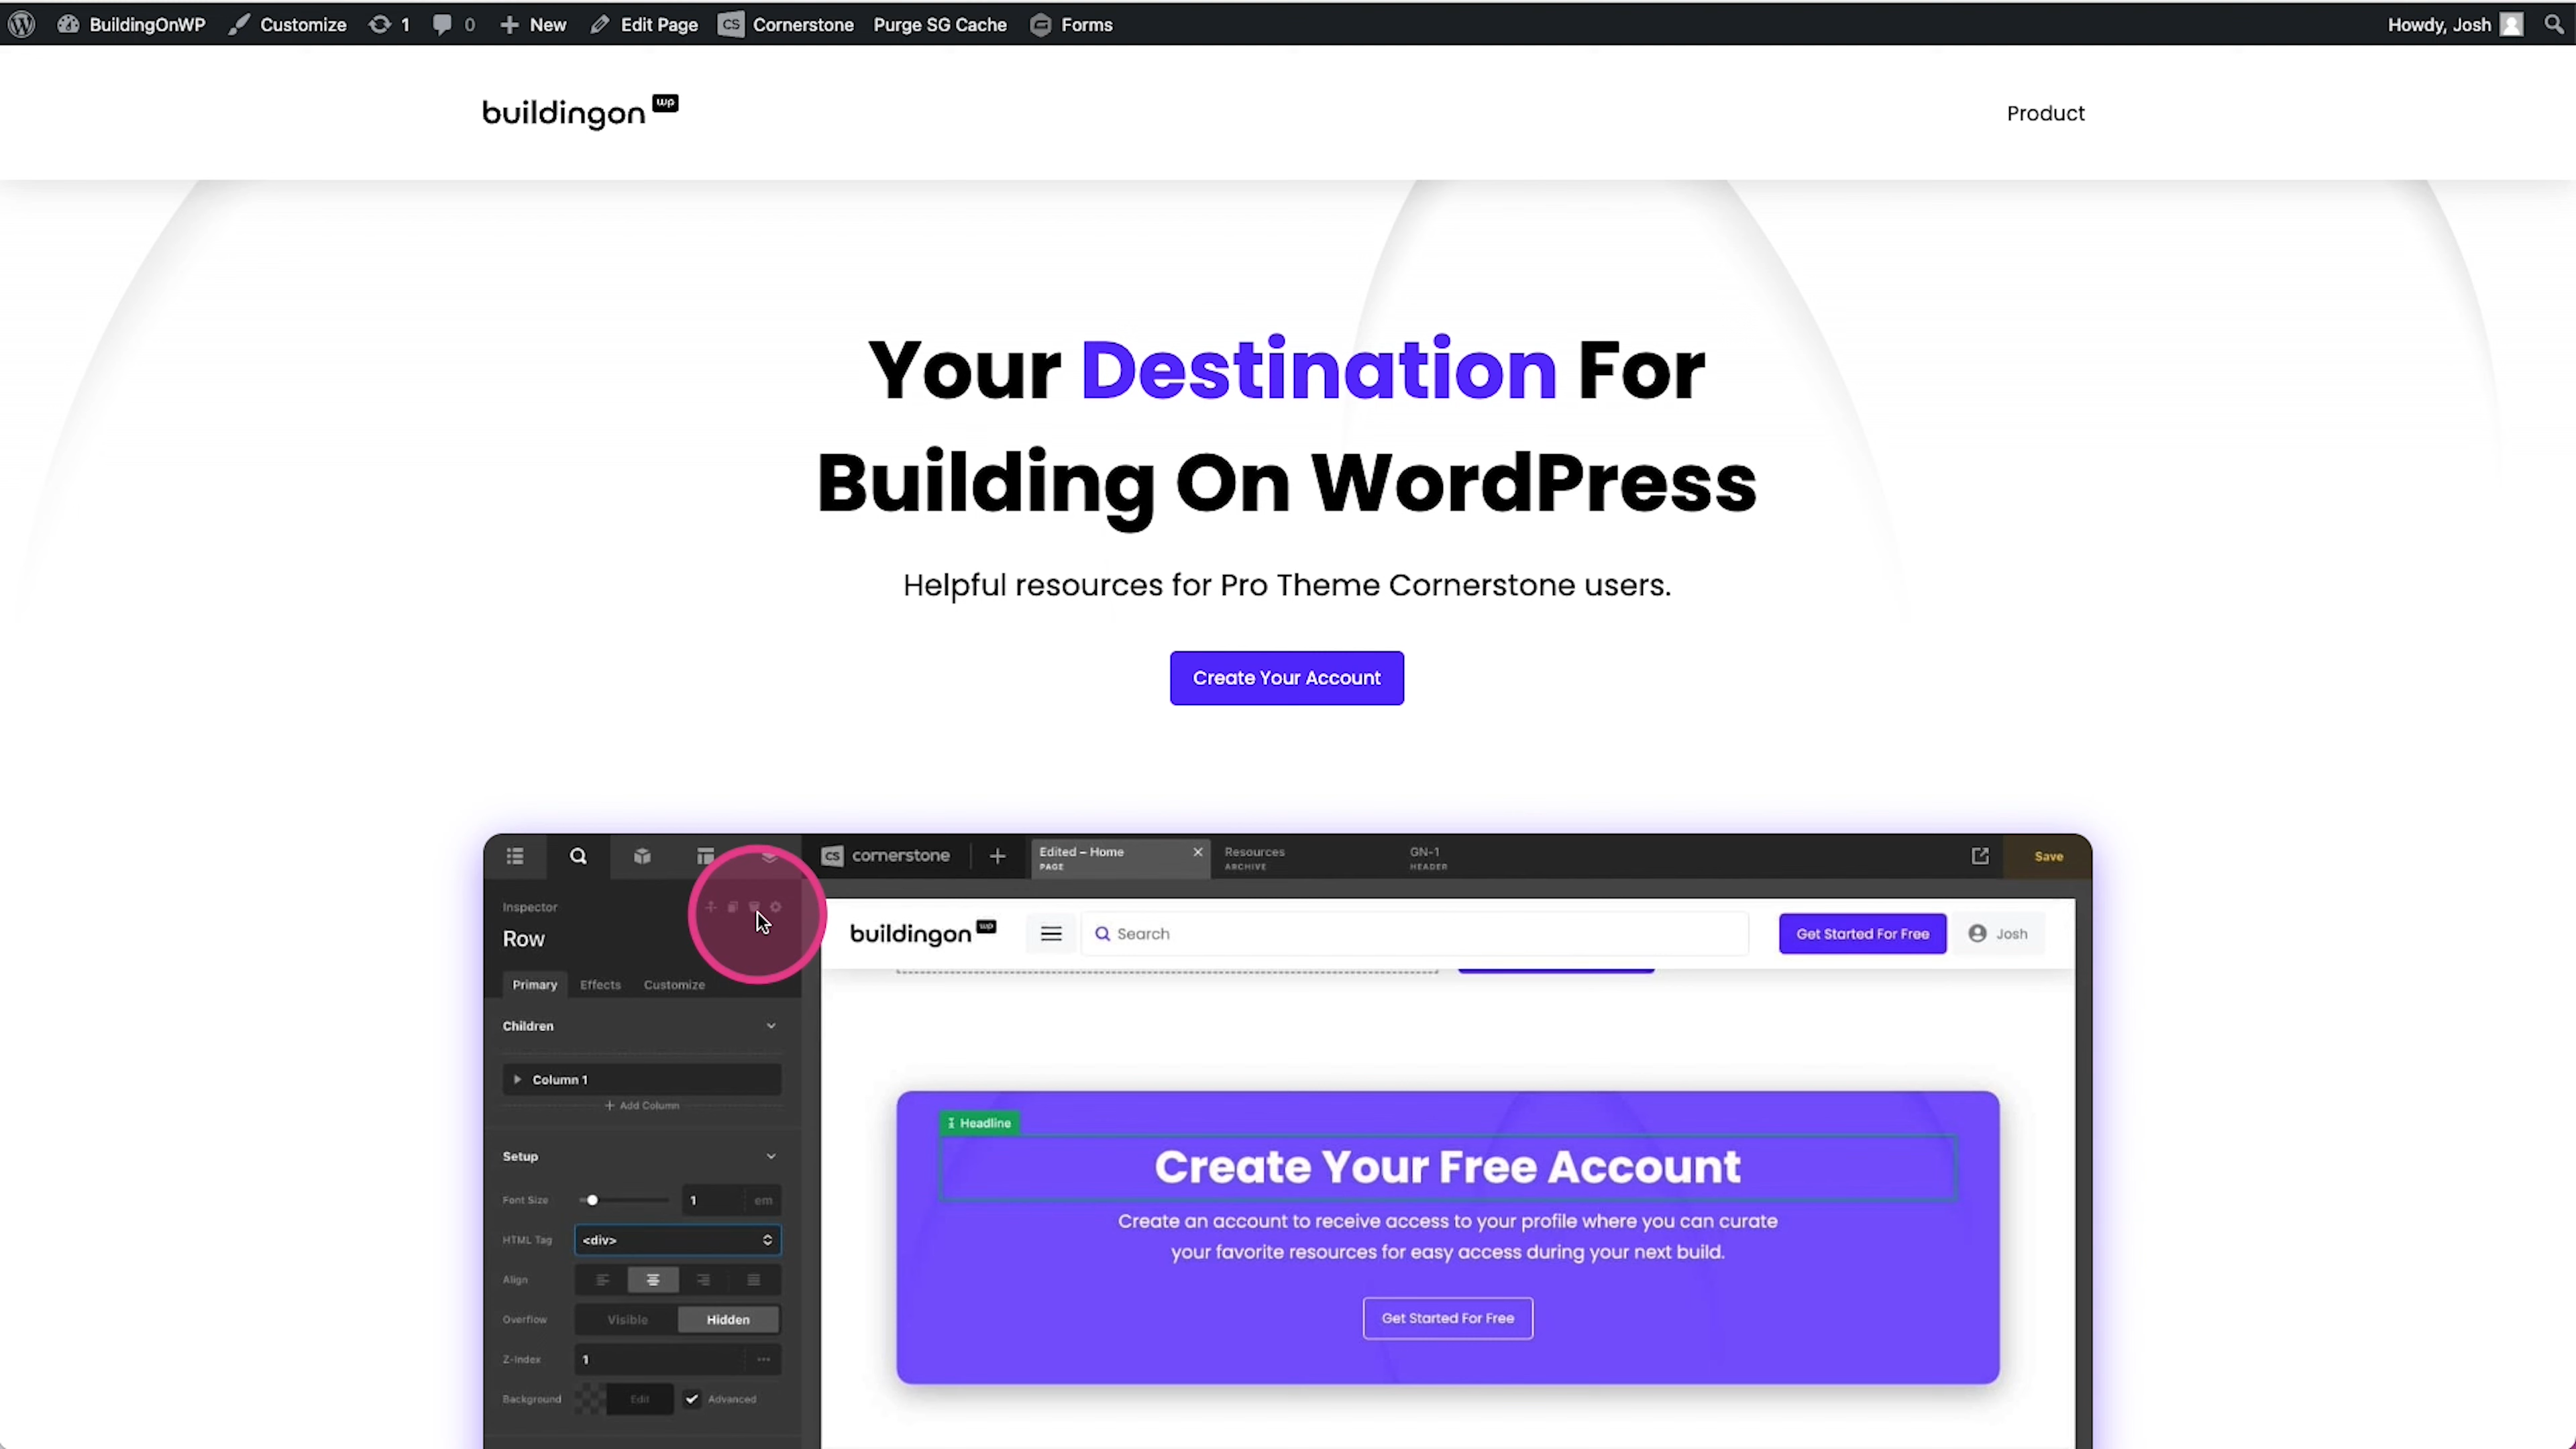 BuildingOnWP Customize 1 0 New Edit Page CS Cornerstone Purge SG Cache Forms Howdy, Josh
buildingon wp
Product
Your Destination For
Building On WordPress
Helpful resources for Pro Theme Cornerstone users.
Create Your Account
CS cornerstone
Edited – Home
PAGE
Resources
ARCHIVE
GN-1
HEADER
Save
Inspector
Row
Primary Effects Customize
Children
Column 1
Add Column
Setup
Font Size 1 em
HTML Tag <div>
Align
Overflow Visible Hidden
Z-Index 1
Background Edit Advanced
buildingon wp
Search
Get Started For Free
Josh
Headline
Create Your Free Account
Create an account to receive access to your profile where you can curate
your favorite resources for easy access during your next build.
Get Started For Free